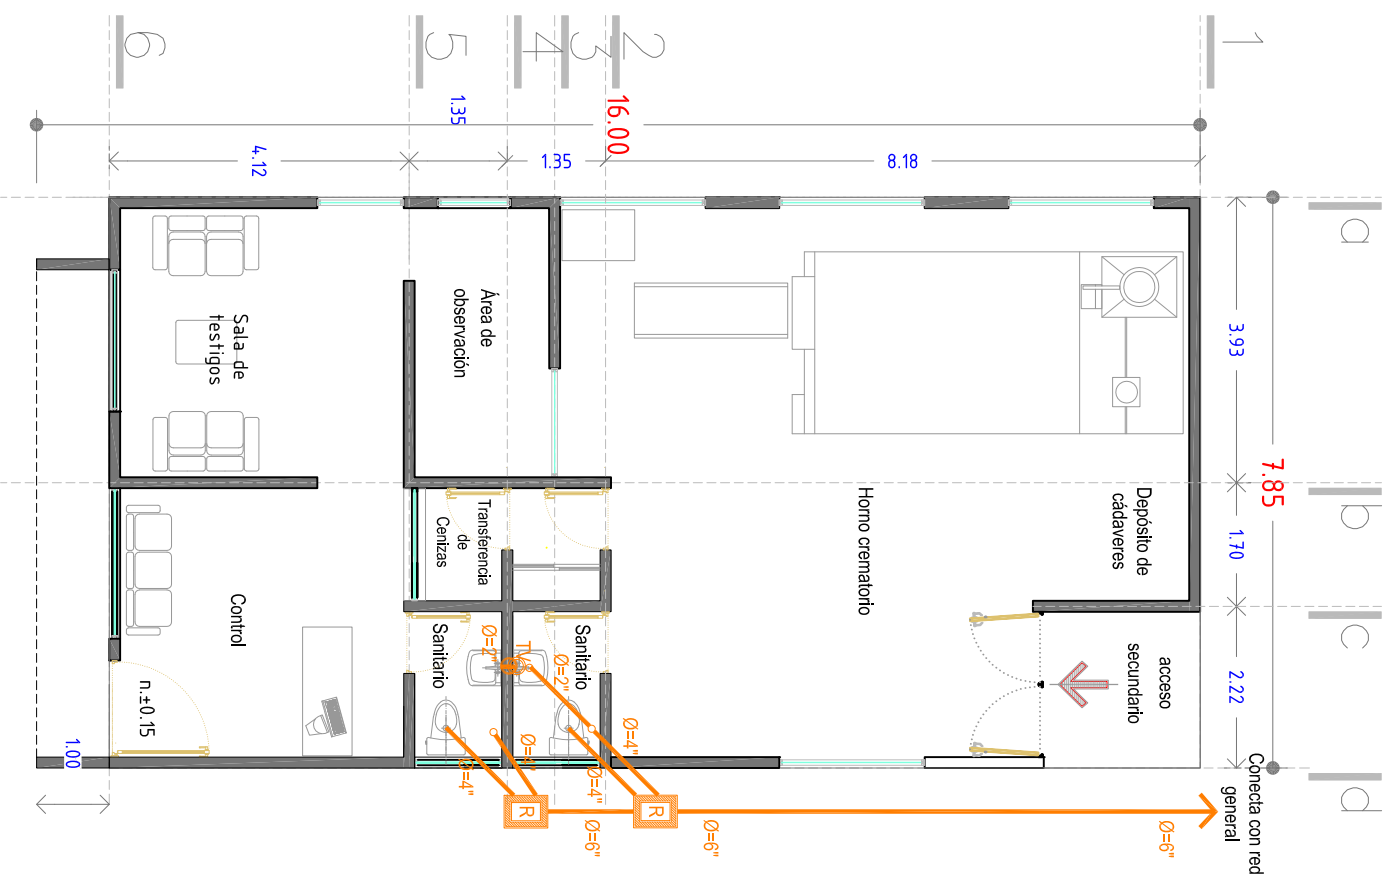 6
5
4
3
2
1
16.00
1.35
4.12
1.35
8.18
a
b
c
d
3.93
7.85
1.70
2.22
1.00
Sala de
testigos
Área de
observación
Transferencia
de
Cenizas
Horno crematorio
Depósito de
cádaveres
Control
Sanitario
Sanitario
acceso
secundario
n.±0.15
Ø=2"
Ø=2"
Ø=4"
Ø=4"
Ø=4"
Ø=4"
R
R
Ø=6"
Ø=6"
Ø=6"
Conecta con red
general